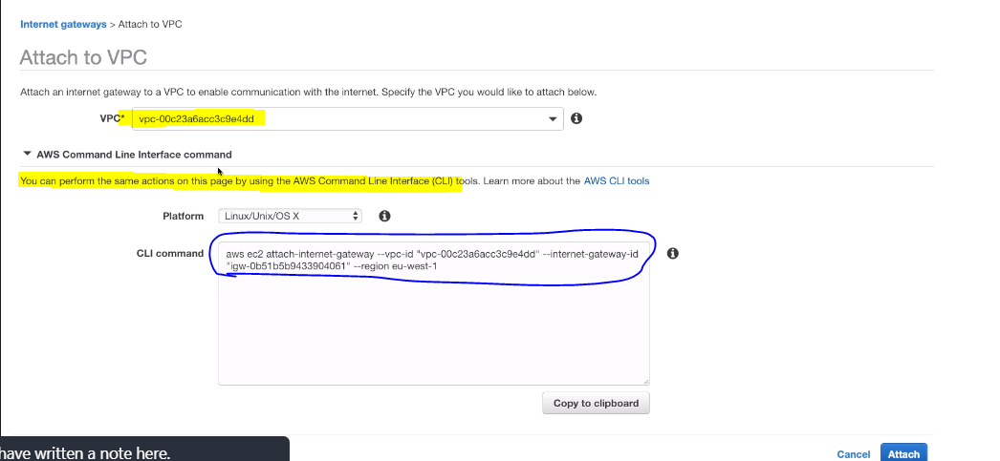 Internet gateways > Attach to VPC
Attach to VPC
Attach an internet gateway to a VPC to enable communication with the internet. Specify the VPC you would like to attach below.
VPC* vpc-00c23a6acc3c9e4dd
AWS Command Line Interface command
You can perform the same actions on this page by using the AWS Command Line Interface (CLI) tools. Learn more about the AWS CLI tools
Platform Linux/Unix/OS X
CLI command aws ec2 attach-internet-gateway --vpc-id "vpc-00c23a6acc3c9e4dd" --internet-gateway-id
"igw-0b51b5b9433904061" --region eu-west-1
Copy to clipboard
have written a note here.
Cancel Attach